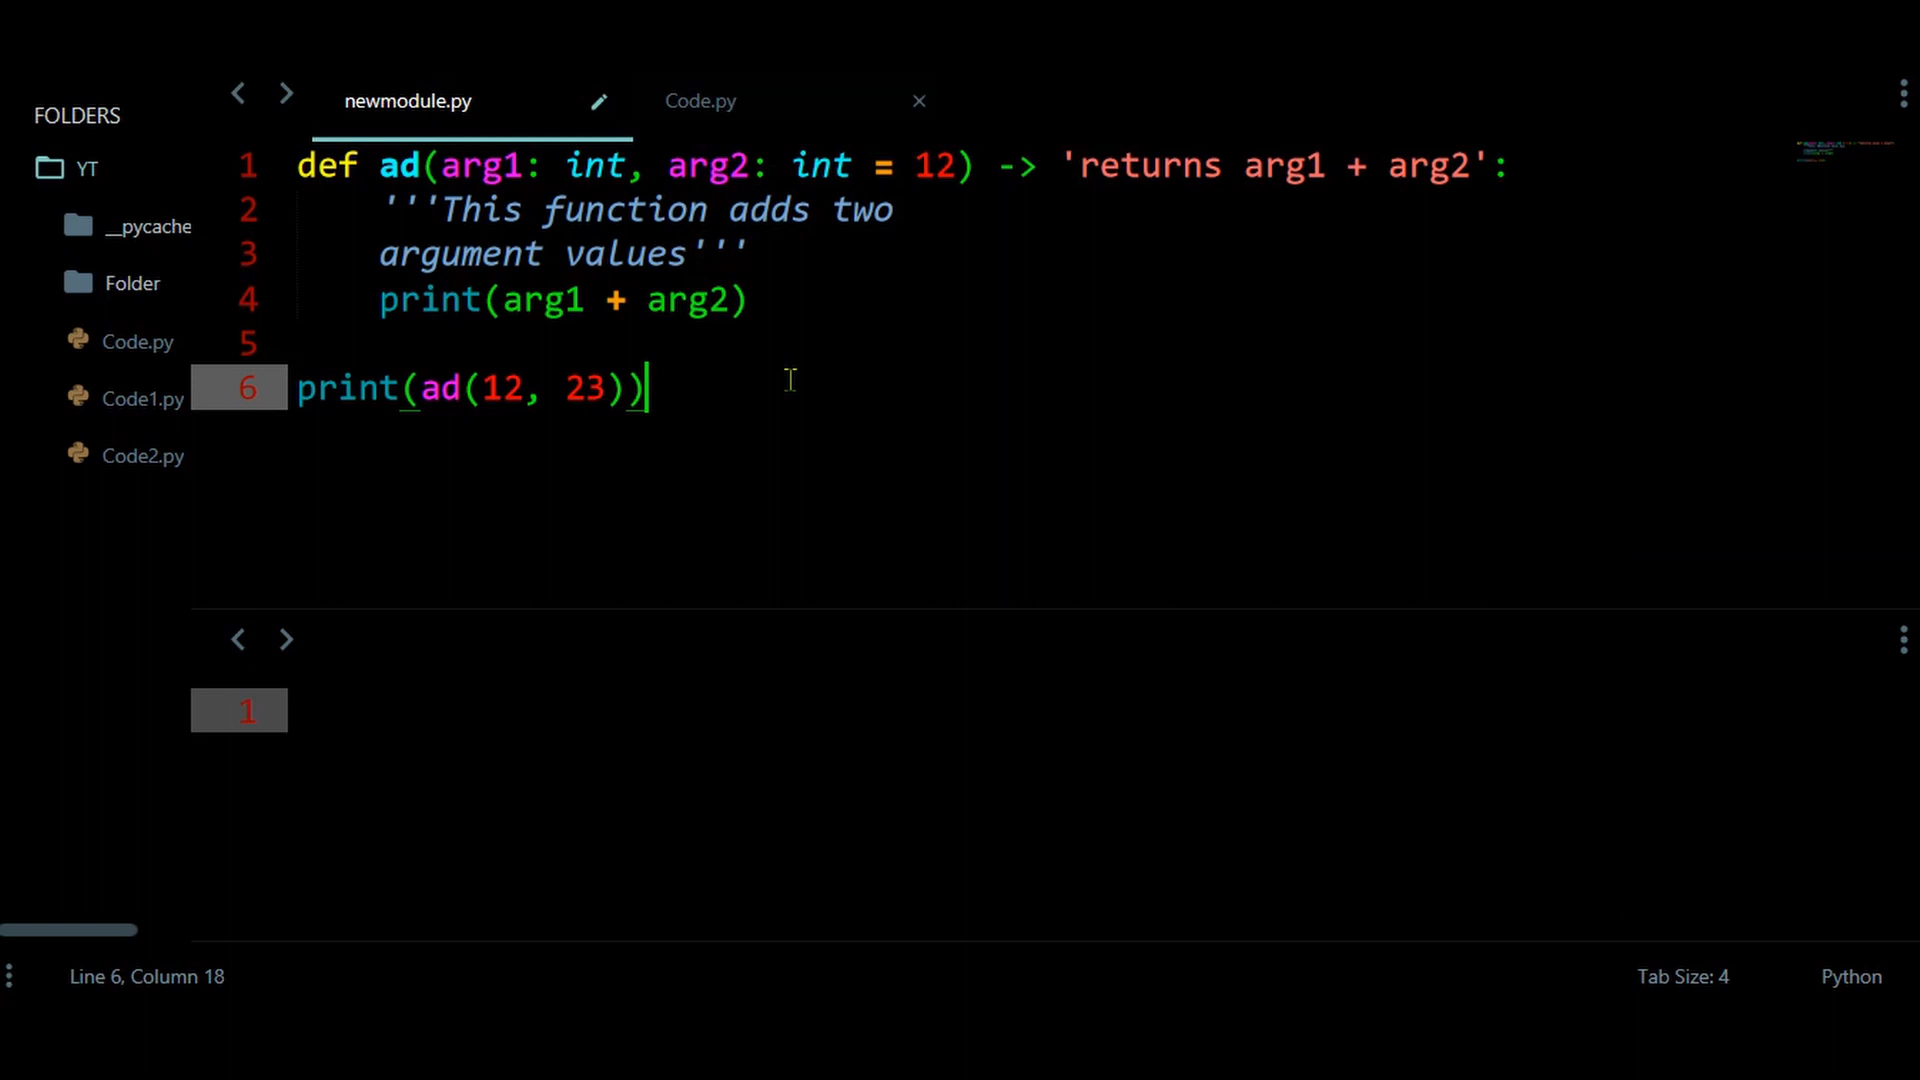 FOLDERS
YT
__pycache
Folder
Code.py
Code1.py
Code2.py
newmodule.py
Code.py
1 def ad(arg1: int, arg2: int = 12) -> 'returns arg1 + arg2':
2 '''This function adds two
3 argument values'''
4 print(arg1 + arg2)
5
6 print(ad(12, 23))
1
Line 6, Column 18
Tab Size: 4
Python